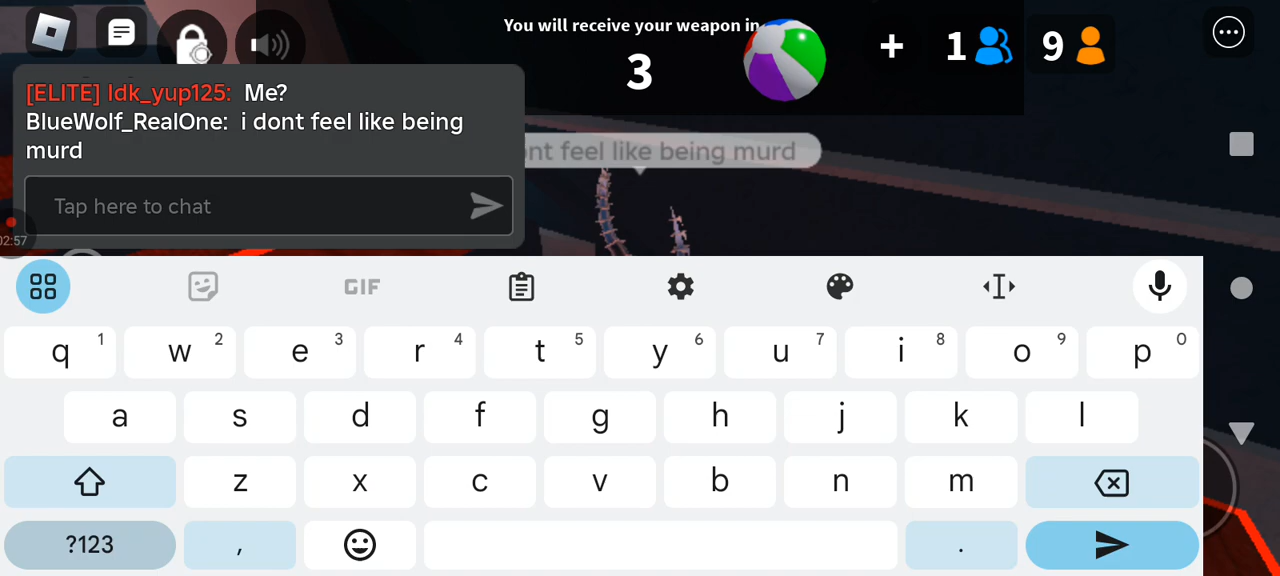 You will receive your weapon in
3
+ 1 9
[ELITE] Idk_yup125: Me?
BlueWolf_RealOne: i dont feel like being
murd
nt feel like being murd
Tap here to chat
02:57
GIF
q 1 w 2 e 3 r 4 t 5 y 6 u 7 i 8 o 9 p 0
a s d f g h j k l
z x c v b n m
?123 , .